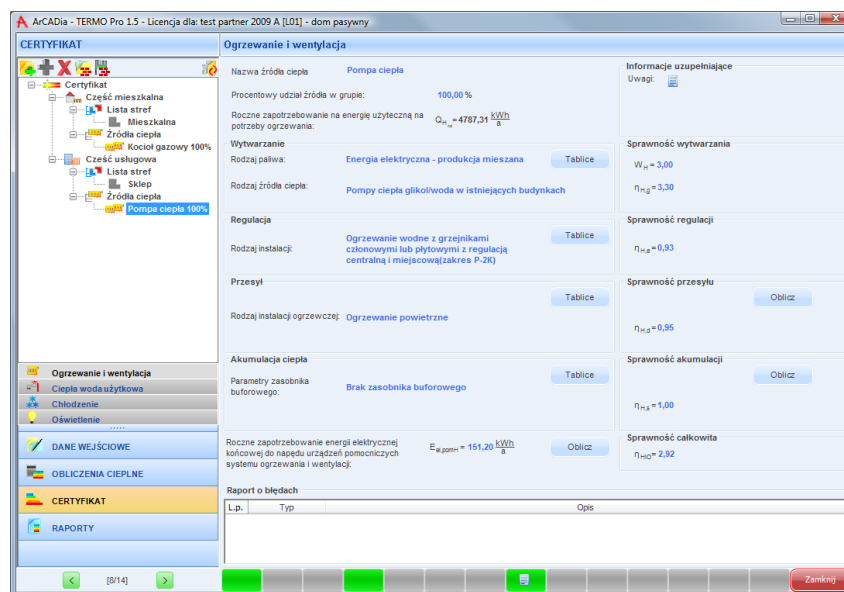 ArCADia - TERMO Pro 1.5 - Licencja dla: test partner 2009 A [L01] - dom pasywny
CERTYFIKAT
Certyfikat
Część mieszkalna
Lista stref
Mieszkalna
Źródła ciepła
Kocioł gazowy 100%
Cześć usługowa
Lista stref
Sklep
Źródła ciepła
Pompa ciepła 100%
Ogrzewanie i wentylacja
Ciepła woda użytkowa
Chłodzenie
Oświetlenie
DANE WEJŚCIOWE
OBLICZENIA CIEPLNE
CERTYFIKAT
RAPORTY
[8/14]
Ogrzewanie i wentylacja
Nazwa źródła ciepła Pompa ciepła
Procentowy udział źródła w grupie: 100,00 %
Roczne zapotrzebowanie na energię użyteczną na
potrzeby ogrzewania: Q H,nd = 4787,31 kWh/a
Informacje uzupełniające
Uwagi:
Wytwarzanie
Rodzaj paliwa: Energia elektryczna - produkcja mieszana Tablice
Rodzaj źródła ciepła: Pompy ciepła glikol/woda w istniejących budynkach
Sprawność wytwarzania
W H = 3,00
η H,g = 3,30
Regulacja
Rodzaj instalacji: Ogrzewanie wodne z grzejnikami
członowymi lub płytowymi z regulacją
centralną i miejscową(zakres P-2K)
Tablice
Sprawność regulacji
η H,e = 0,93
Przesył
Tablice
Rodzaj instalacji ogrzewczej: Ogrzewanie powietrzne
Sprawność przesyłu
Oblicz
η H,d = 0,95
Akumulacja ciepła
Tablice
Parametry zasobnika
buforowego: Brak zasobnika buforowego
Sprawność akumulacji
Oblicz
η H,s = 1,00
Roczne zapotrzebowanie energii elektrycznej
końcowej do napędu urządzeń pomocniczych
systemu ogrzewania i wentylacji: E el,pomH = 151,20 kWh/a Oblicz
Sprawność całkowita
η HtO = 2,92
Raport o błędach
L.p. Typ Opis
Zamknij